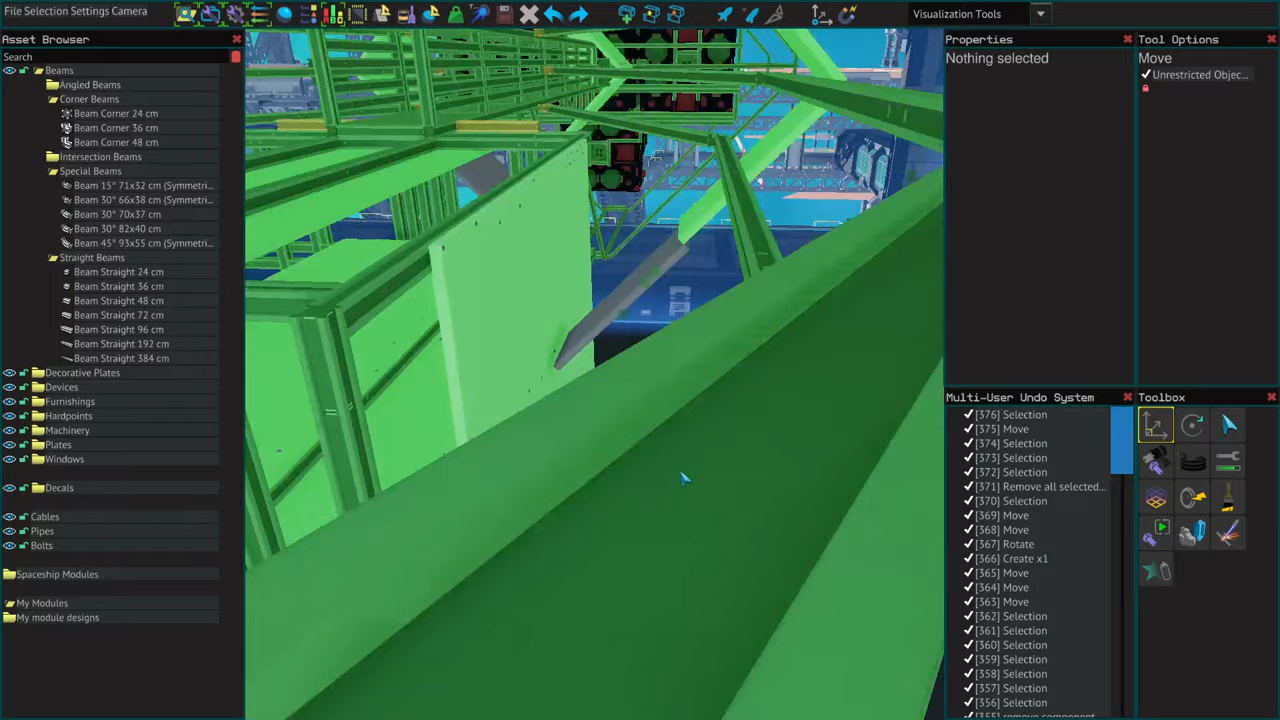 File Selection Settings Camera
Visualization Tools
Asset Browser
Search
Beams
Angled Beams
Corner Beams
Beam Corner 24 cm
Beam Corner 36 cm
Beam Corner 48 cm
Intersection Beams
Special Beams
Beam 15° 71x32 cm (Symmetri...
Beam 30° 66x38 cm (Symmetri...
Beam 30° 70x37 cm
Beam 30° 82x40 cm
Beam 45° 93x55 cm (Symmetri...
Straight Beams
Beam Straight 24 cm
Beam Straight 36 cm
Beam Straight 48 cm
Beam Straight 72 cm
Beam Straight 96 cm
Beam Straight 192 cm
Beam Straight 384 cm
Decorative Plates
Devices
Furnishings
Hardpoints
Machinery
Plates
Windows
Decals
Cables
Pipes
Bolts
Spaceship Modules
My Modules
My module designs
Properties
Nothing selected
Tool Options
Move
Unrestricted Objec...
Multi-User Undo System
[376] Selection
[375] Move
[374] Selection
[373] Selection
[372] Selection
[371] Remove all selected...
[370] Selection
[369] Move
[368] Move
[367] Rotate
[366] Create x1
[365] Move
[364] Move
[363] Move
[362] Selection
[361] Selection
[360] Selection
[359] Selection
[358] Selection
[357] Selection
[356] Selection
[355] remove component
Toolbox